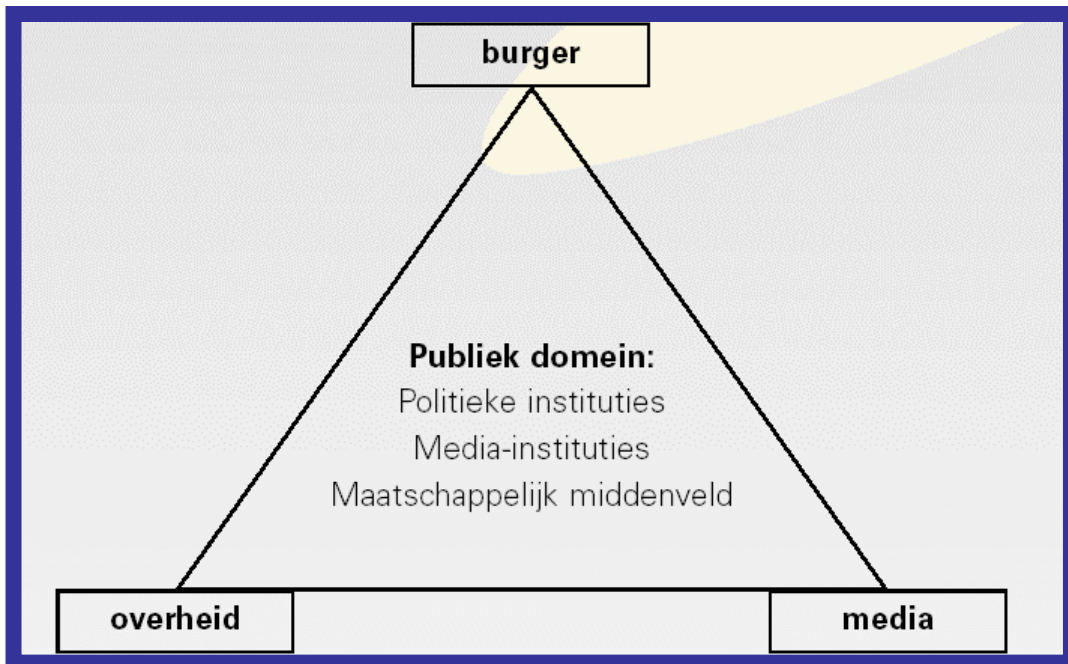 burger
Publiek domein:
Politieke instituties
Media-instituties
Maatschappelijk middenveld
overheid
media